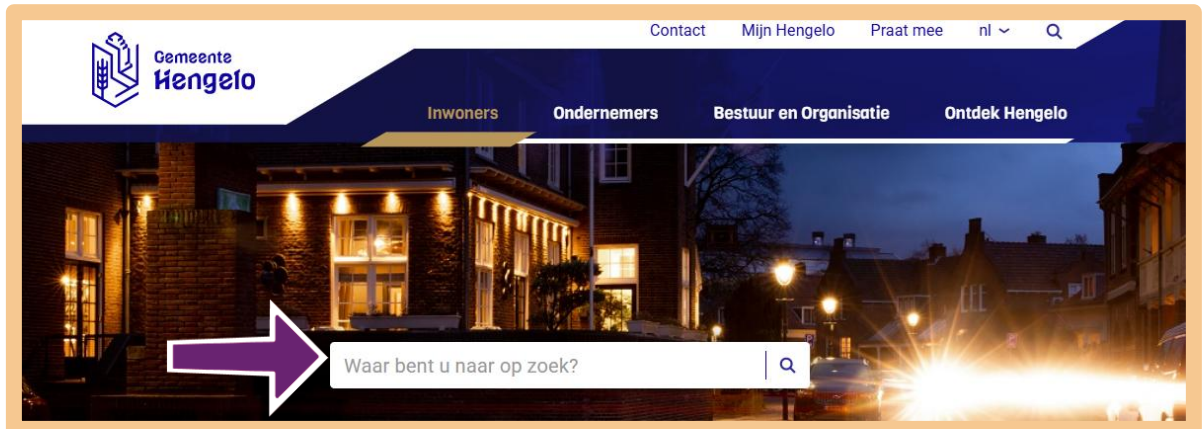 Contact Mijn Hengelo Praat mee nl
Gemeente
Hengelo
Inwoners Ondernemers Bestuur en Organisatie Ontdek Hengelo
Waar bent u naar op zoek?